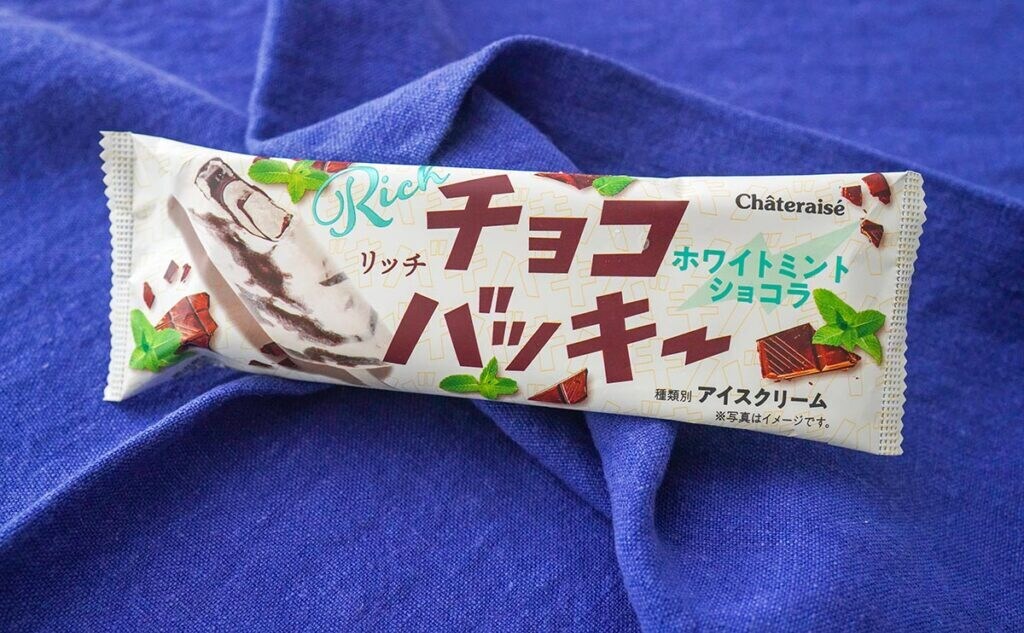 Rich
リッチ
チョコ
バッキー
Châteraisé
ホワイトミント
ショコラ
種類別 アイスクリーム
※写真はイメージです。